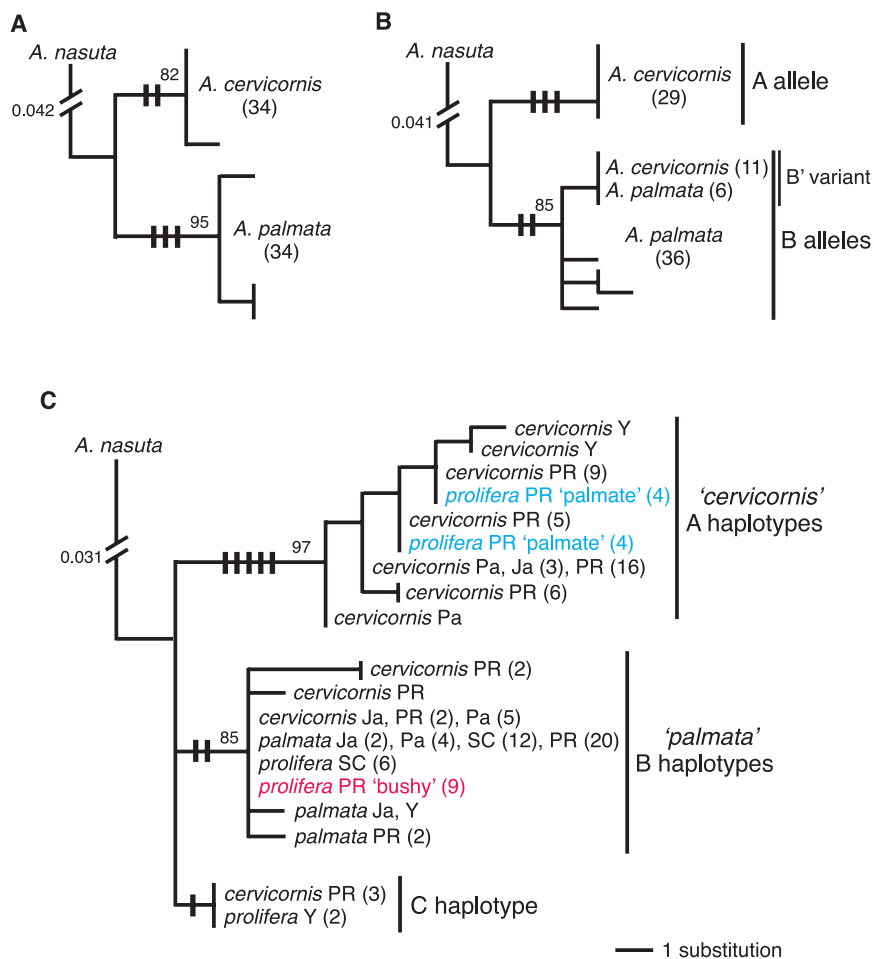 A
A. nasuta
0.042
82
A. cervicornis
(34)
95
A. palmata
(34)
B
A. nasuta
0.041
A. cervicornis
(29)
A allele
A. cervicornis (11)
A. palmata (6)
B' variant
85
A. palmata
(36)
B alleles
C
A. nasuta
0.031
97
cervicornis Y
cervicornis Y
cervicornis PR (9)
prolifera PR ‘palmate’ (4)
cervicornis PR (5)
prolifera PR ‘palmate’ (4)
cervicornis Pa, Ja (3), PR (16)
cervicornis PR (6)
cervicornis Pa
‘cervicornis’
A haplotypes
85
cervicornis PR (2)
cervicornis PR
cervicornis Ja, PR (2), Pa (5)
palmata Ja (2), Pa (4), SC (12), PR (20)
prolifera SC (6)
prolifera PR ‘bushy’ (9)
palmata Ja, Y
palmata PR (2)
‘palmata’
B haplotypes
cervicornis PR (3)
prolifera Y (2)
C haplotype
1 substitution